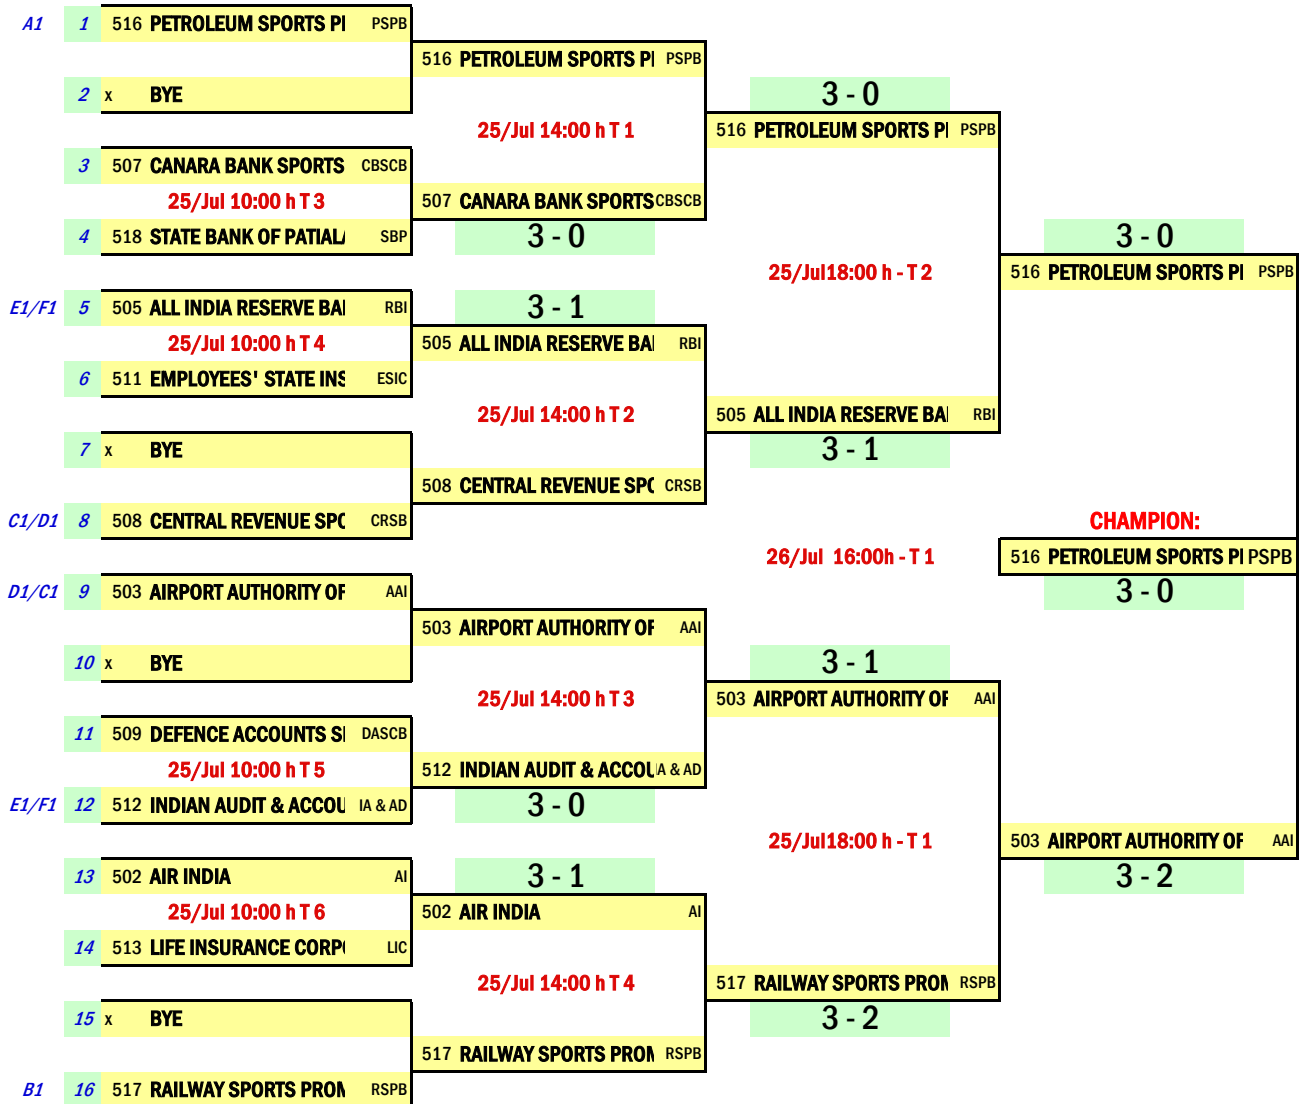 A1 1 516 PETROLEUM SPORTS P PSPB
516 PETROLEUM SPORTS P PSPB
2 x BYE
3 - 0
25/Jul 14:00 h T 1
516 PETROLEUM SPORTS P PSPB
3 507 CANARA BANK SPORTS CBSCB
25/Jul 10:00 h T 3
507 CANARA BANK SPORTS CBSCB
4 518 STATE BANK OF PATIAL SBP
3 - 0
3 - 0
25/Jul18:00 h - T 2
516 PETROLEUM SPORTS P PSPB
E1/F1 5 505 ALL INDIA RESERVE BA RBI
3 - 1
25/Jul 10:00 h T 4
505 ALL INDIA RESERVE BA RBI
6 511 EMPLOYEES' STATE INS ESIC
25/Jul 14:00 h T 2
505 ALL INDIA RESERVE BA RBI
7 x BYE
3 - 1
508 CENTRAL REVENUE SP CRSB
C1/D1 8 508 CENTRAL REVENUE SP CRSB
CHAMPION:
26/Jul 16:00h - T 1
516 PETROLEUM SPORTS P PSPB
D1/C1 9 503 AIRPORT AUTHORITY OF AAI
3 - 0
503 AIRPORT AUTHORITY OF AAI
10 x BYE
3 - 1
25/Jul 14:00 h T 3
503 AIRPORT AUTHORITY OF AAI
11 509 DEFENCE ACCOUNTS S DASCB
25/Jul 10:00 h T 5
512 INDIAN AUDIT & ACCOU IA & AD
E1/F1 12 512 INDIAN AUDIT & ACCOU IA & AD
3 - 0
25/Jul18:00 h - T 1
503 AIRPORT AUTHORITY OF AAI
13 502 AIR INDIA AI
3 - 1
3 - 2
25/Jul 10:00 h T 6
502 AIR INDIA AI
14 513 LIFE INSURANCE CORP LIC
25/Jul 14:00 h T 4
517 RAILWAY SPORTS PROM RSPB
15 x BYE
3 - 2
517 RAILWAY SPORTS PROM RSPB
B1 16 517 RAILWAY SPORTS PROM RSPB